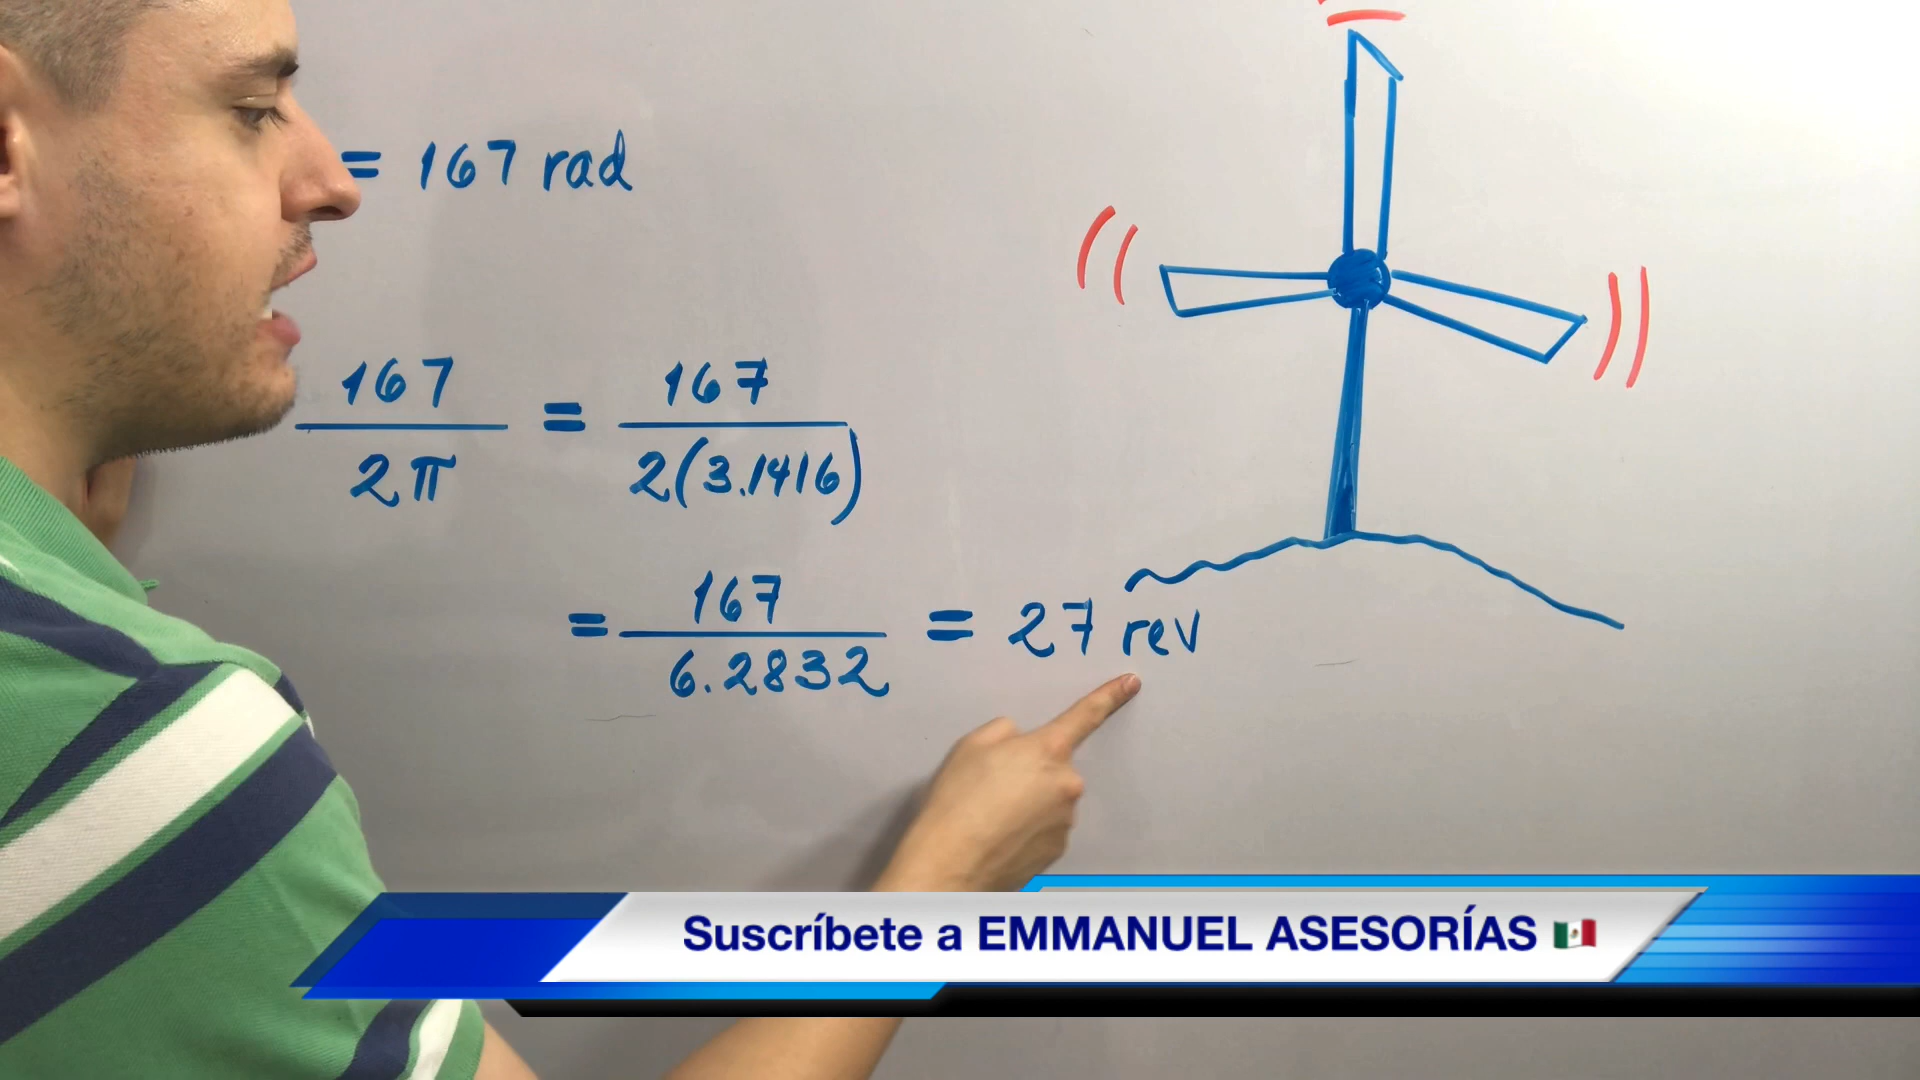 = 167 rad
167 / 2π = 167 / 2(3.1416)
= 167 / 6.2832 = 27 rev
Suscríbete a EMMANUEL ASESORÍAS 🇲🇽